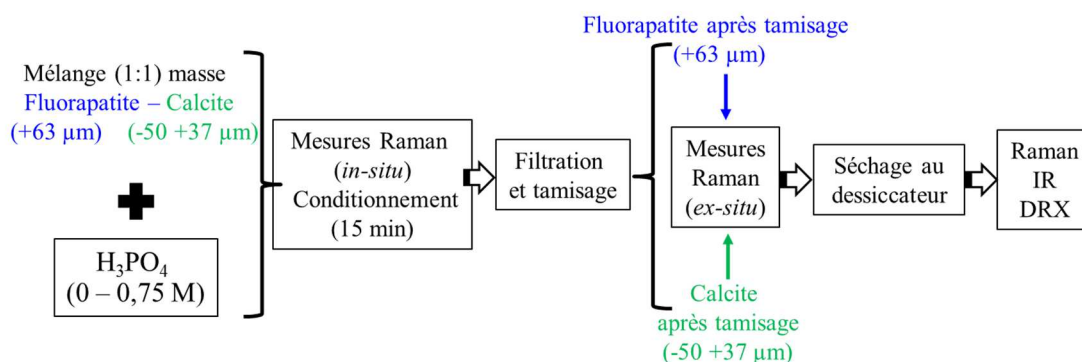 Mélange (1:1) masse
Fluorapatite – Calcite
(+63 µm) (-50 +37 µm)
H₃PO₄
(0 – 0,75 M)
Mesures Raman
(in-situ)
Conditionnement
(15 min)
Filtration
et tamisage
Fluorapatite après tamisage
(+63 µm)
Mesures
Raman
(ex-situ)
Calcite
après tamisage
(-50 +37 µm)
Séchage au
dessiccateur
Raman
IR
DRX